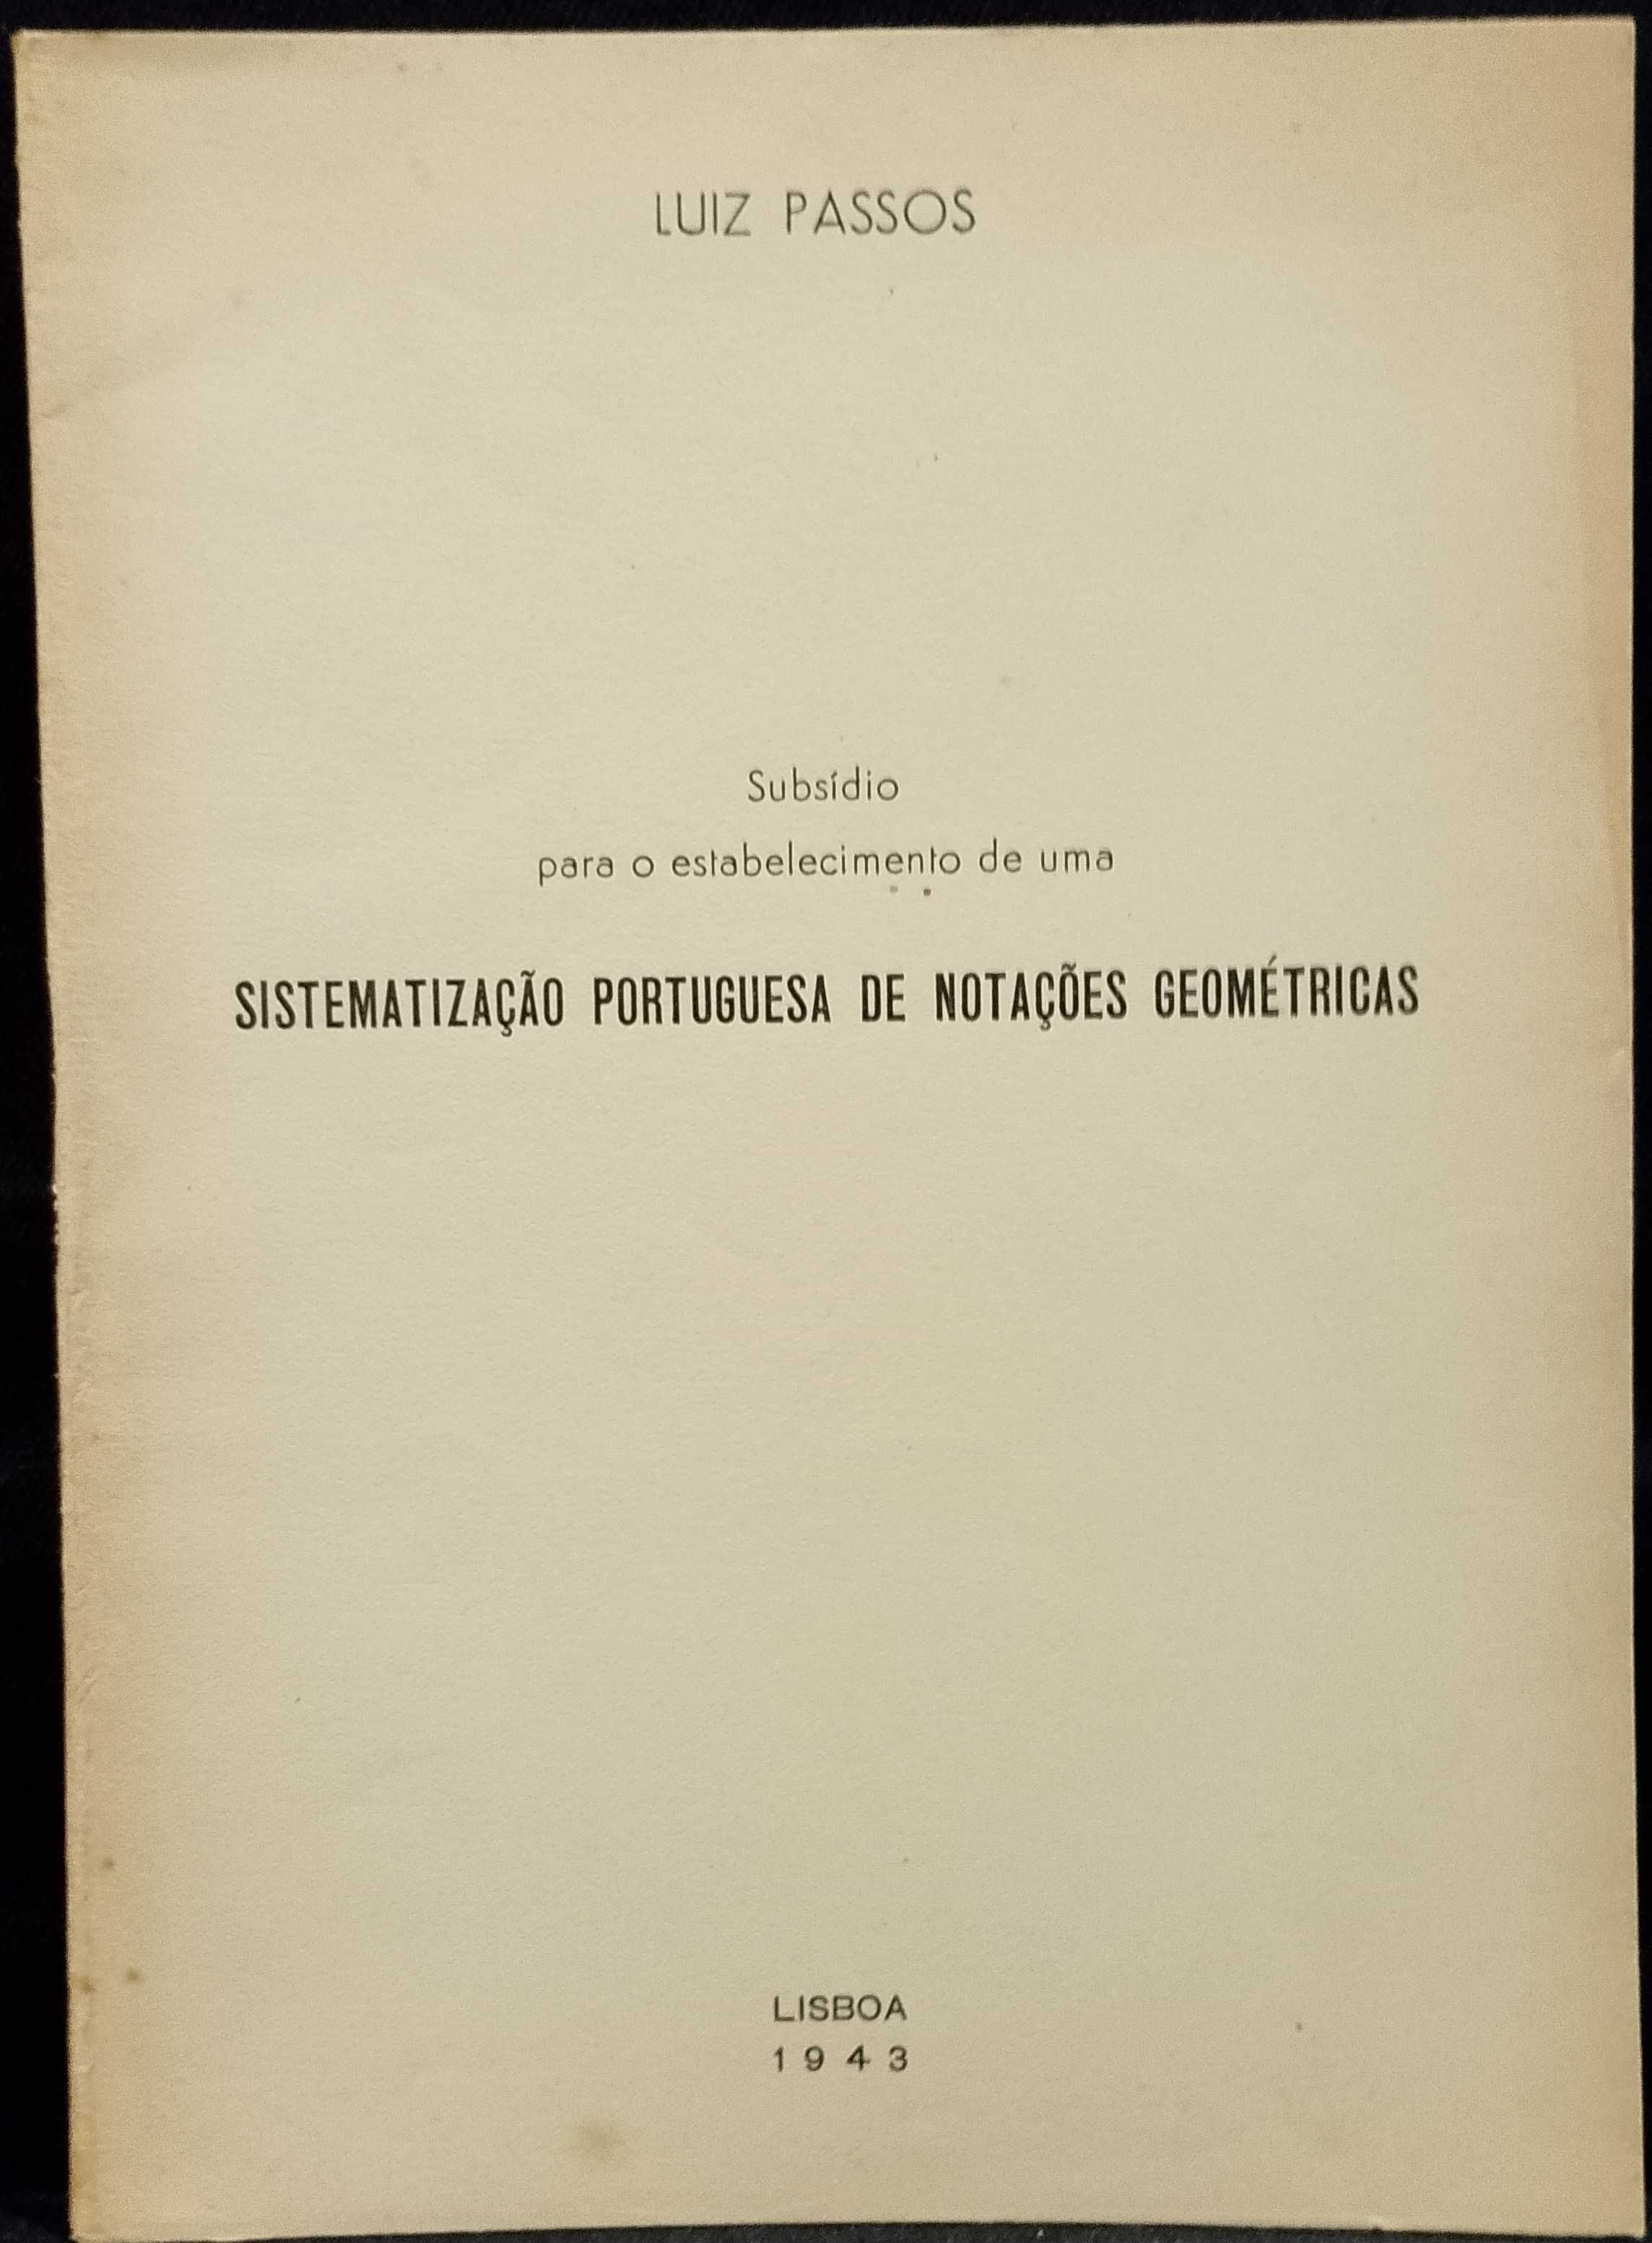 LUIZ PASSOS
Subsídio
para o estabelecimento de uma
SISTEMATIZAÇÃO PORTUGUESA DE NOTAÇÕES GEOMÉTRICAS
LISBOA
1943